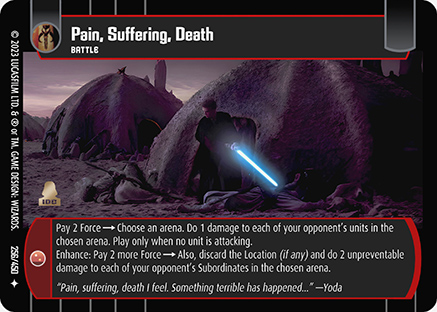 Pain, Suffering, Death
BATTLE
Pay 2 Force → Choose an arena. Do 1 damage to each of your opponent's units in the
chosen arena. Play only when no unit is attacking.
Enhance: Pay 2 more Force → Also, discard the Location (if any) and do 2 unpreventable
damage to each of your opponent's Subordinates in the chosen arena.
"Pain, suffering, death I feel. Something terrible has happened..." —Yoda
© 2023 LUCASFILM LTD. & ® or TM. GAME DESIGN: WIZARDS.